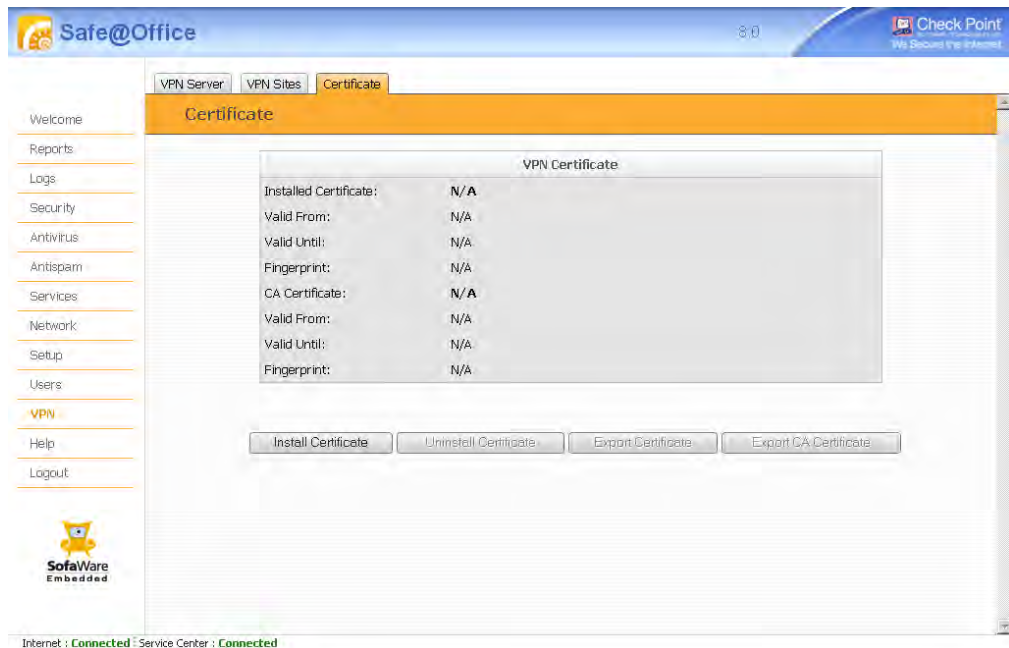 Safe@Office
8.0
Check Point
We Secure the Internet
VPN Server
VPN Sites
Certificate
Certificate
Welcome
Reports
Logs
Security
Antivirus
Antispam
Services
Network
Setup
Users
VPN
Help
Logout
VPN Certificate
Installed Certificate: N/A
Valid From: N/A
Valid Until: N/A
Fingerprint: N/A
CA Certificate: N/A
Valid From: N/A
Valid Until: N/A
Fingerprint: N/A
Install Certificate
Uninstall Certificate
Export Certificate
Export CA Certificate
SofaWare
Embedded
Internet : Connected Service Center : Connected